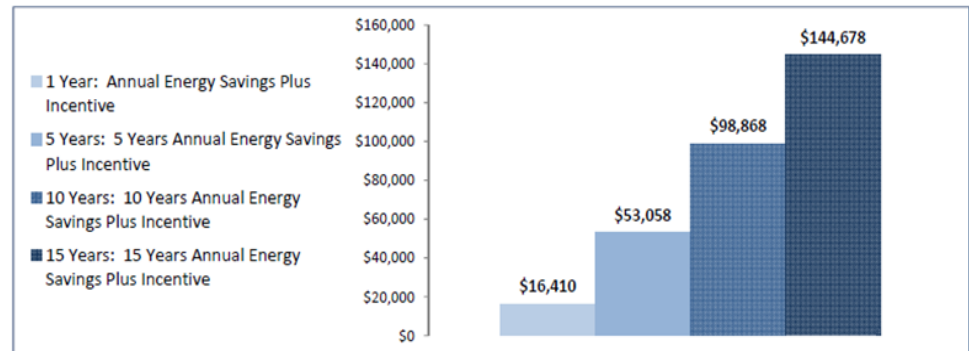 1 Year:  Annual Energy Savings Plus
Incentive
5 Years:  5 Years Annual Energy Savings
Plus Incentive
10 Years:  10 Years Annual Energy
Savings Plus Incentive
15 Years:  15 Years Annual Energy
Savings Plus Incentive
$160,000
$140,000
$120,000
$100,000
$80,000
$60,000
$40,000
$20,000
$0
$16,410
$53,058
$98,868
$144,678